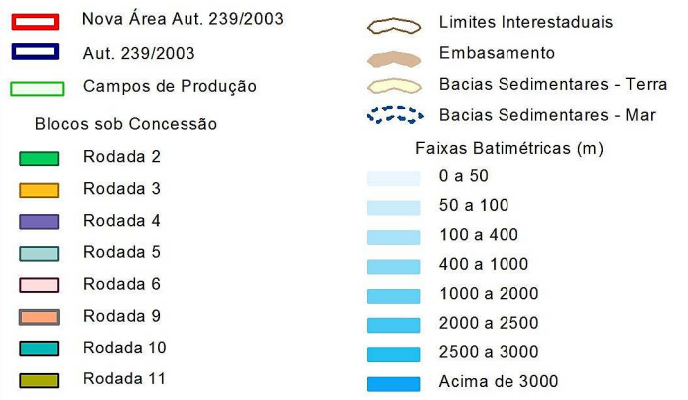 Nova Área Aut. 239/2003
Aut. 239/2003
Campos de Produção
Blocos sob Concessão
Rodada 2
Rodada 3
Rodada 4
Rodada 5
Rodada 6
Rodada 9
Rodada 10
Rodada 11
Limites Interestaduais
Embasamento
Bacias Sedimentares - Terra
Bacias Sedimentares - Mar
Faixas Batimétricas (m)
0 a 50
50 a 100
100 a 400
400 a 1000
1000 a 2000
2000 a 2500
2500 a 3000
Acima de 3000